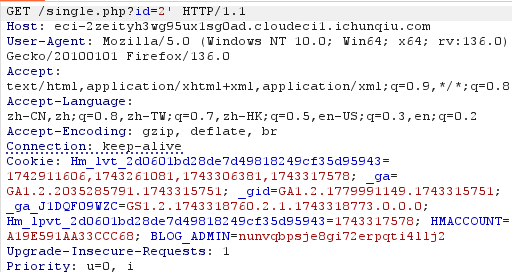 GET /single.php?id=2' HTTP/1.1
Host: eci-2zeityh3wg95ux1sg0ad.cloudeci1.ichunqiu.com
User-Agent: Mozilla/5.0 (Windows NT 10.0; Win64; x64; rv:136.0)
Gecko/20100101 Firefox/136.0
Accept:
text/html,application/xhtml+xml,application/xml;q=0.9,*/*;q=0.8
Accept-Language:
zh-CN,zh;q=0.8,zh-TW;q=0.7,zh-HK;q=0.5,en-US;q=0.3,en;q=0.2
Accept-Encoding: gzip, deflate, br
Connection: keep-alive
Cookie: Hm_lvt_2d0601bd28de7d49818249cf35d95943=
1742911606,1743261081,1743306381,1743317578; _ga=
GA1.2.2035285791.1743315751; _gid=GA1.2.1779991149.1743315751;
_ga_J1DQF09WZC=GS1.2.1743318760.2.1.1743318773.0.0.0;
Hm_lpvt_2d0601bd28de7d49818249cf35d95943=1743317578; HMACCOUNT=
A19E591AA33CCC68; BLOG_ADMIN=nunvqbpsje8gi72erpqti4llj2
Upgrade-Insecure-Requests: 1
Priority: u=0, i